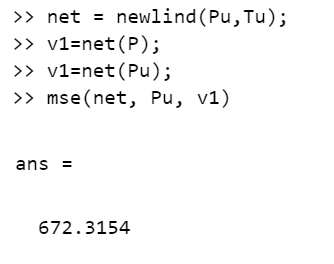 >> net = newlind(Pu,Tu);
>> v1=net(P);
>> v1=net(Pu);
>> mse(net, Pu, v1)
ans =
672.3154